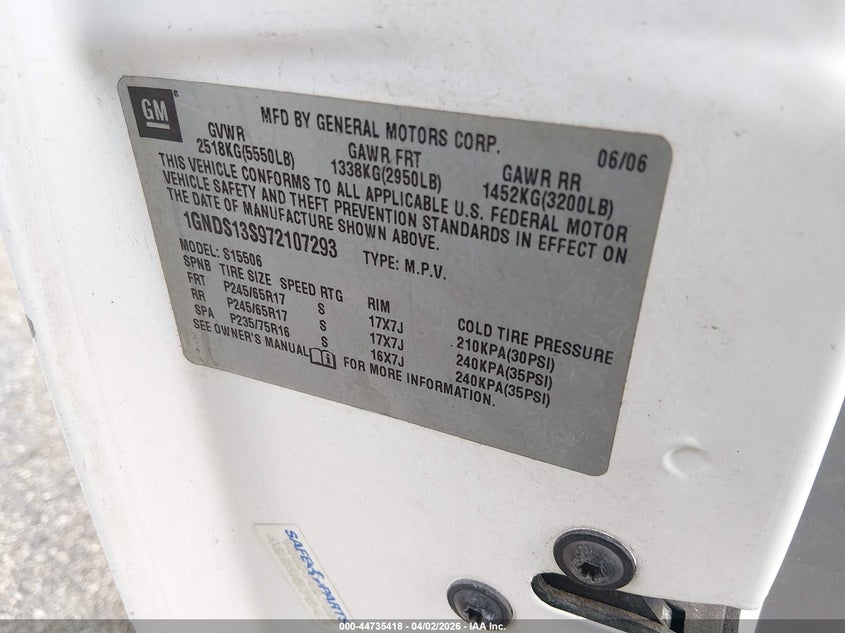 GM
MFD BY GENERAL MOTORS CORP. 06/06
GVWR GAWR FRT GAWR RR
2518KG(5550LB) 1338KG(2950LB) 1452KG(3200LB)
THIS VEHICLE CONFORMS TO ALL APPLICABLE U.S. FEDERAL MOTOR
VEHICLE SAFETY AND THEFT PREVENTION STANDARDS IN EFFECT ON
THE DATE OF MANUFACTURE SHOWN ABOVE.
1GNDS13S972107293 TYPE: M.P.V.
MODEL: S15506
SPNB TIRE SIZE SPEED RTG RIM COLD TIRE PRESSURE
FRT P245/65R17 S 17X7J 210KPA(30PSI)
RR P245/65R17 S 17X7J 240KPA(35PSI)
SPA P235/75R16 S 16X7J 240KPA(35PSI)
SEE OWNER'S MANUAL FOR MORE INFORMATION.
PARTS
000-44735418 - 04/02/2026 - IAA Inc.